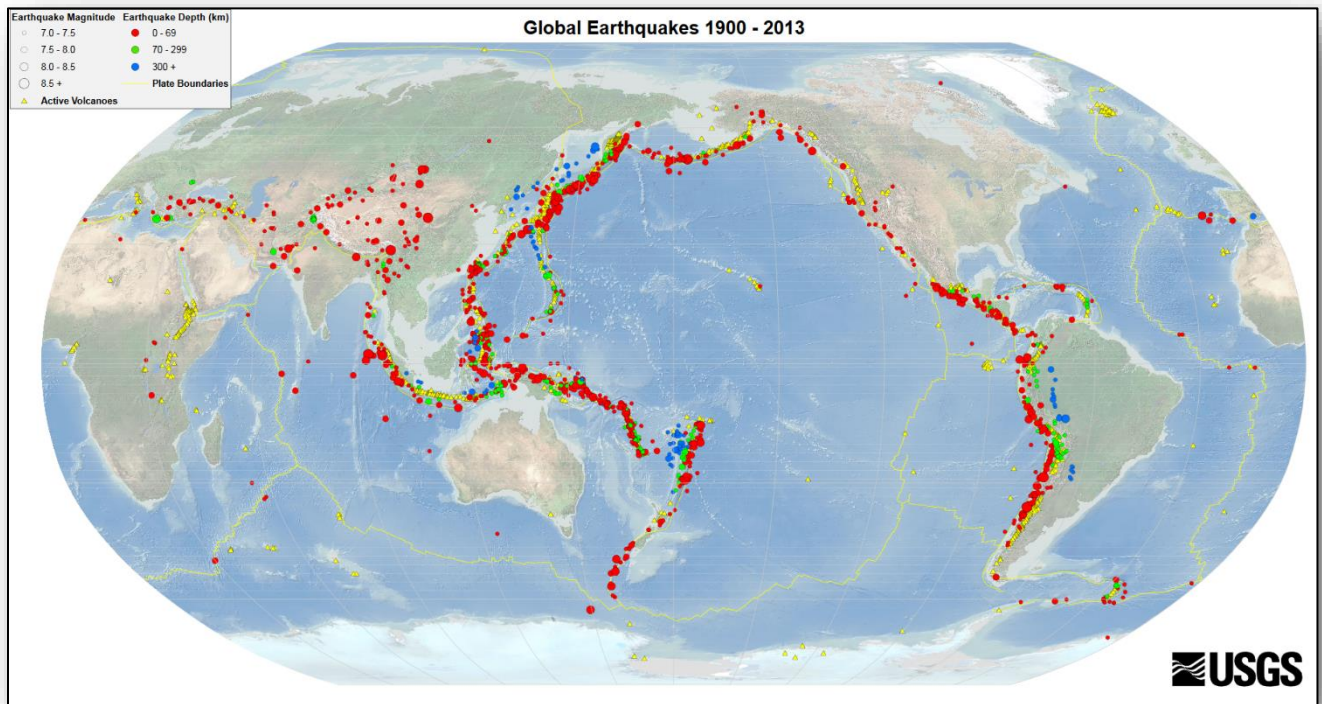 Global Earthquakes 1900 - 2013
Earthquake Magnitude Earthquake Depth (km)
7.0 - 7.5 0 - 69
7.5 - 8.0 70 - 299
8.0 - 8.5 300 +
8.5 + Plate Boundaries
Active Volcanoes
USGS